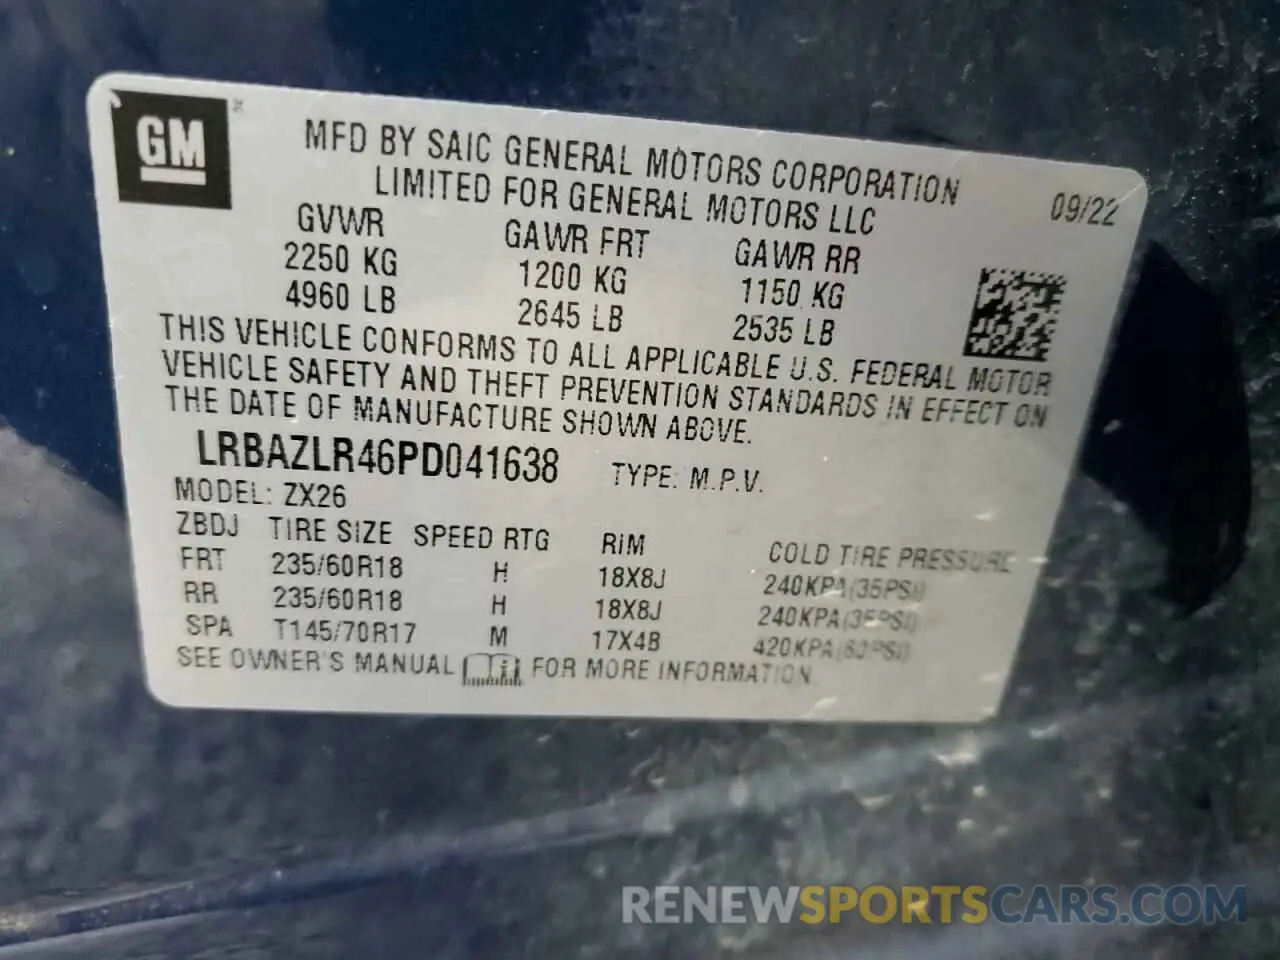 GM
MFD BY SAIC GENERAL MOTORS CORPORATION
LIMITED FOR GENERAL MOTORS LLC
09/22
GVWR GAWR FRT GAWR RR
2250 KG 1200 KG 1150 KG
4960 LB 2645 LB 2535 LB
THIS VEHICLE CONFORMS TO ALL APPLICABLE U.S. FEDERAL MOTOR
VEHICLE SAFETY AND THEFT PREVENTION STANDARDS IN EFFECT ON
THE DATE OF MANUFACTURE SHOWN ABOVE.
LRBAZLR46PD041638 TYPE: M.P.V.
MODEL: ZX26
ZBDJ TIRE SIZE SPEED RTG RIM COLD TIRE PRESSURE
FRT 235/60R18 H 18X8J 240KPA(35PSI)
RR 235/60R18 H 18X8J 240KPA(35PSI)
SPA T145/70R17 M 17X4B 420KPA(60PSI)
SEE OWNER'S MANUAL FOR MORE INFORMATION
RENEWSPORTSCARS.COM